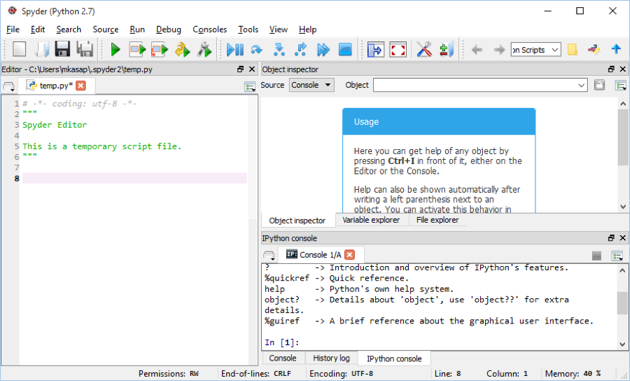 Spyder (Python 2.7)
File Edit Search Source Run Debug Consoles Tools View Help
on Scripts
Editor - C:\Users\mkasap\.spyder2\temp.py
temp.py*
1 # -*- coding: utf-8 -*-
2 """
3 Spyder Editor
4
5 This is a temporary script file.
6 """
7
8
Object inspector
Source Console Object
Usage
Here you can get help of any object by
pressing Ctrl+I in front of it, either on the
Editor or the Console.
Help can also be shown automatically after
writing a left parenthesis next to an
object. You can activate this behavior in
Object inspector Variable explorer File explorer
IPython console
IP: Console 1/A
? -> Introduction and overview of IPython's features.
%quickref -> Quick reference.
help -> Python's own help system.
object? -> Details about 'object', use 'object??' for extra
details.
%guiref -> A brief reference about the graphical user interface.
In [1]:
Console History log IPython console
Permissions: RW End-of-lines: CRLF Encoding: UTF-8 Line: 8 Column: 1 Memory: 40 %